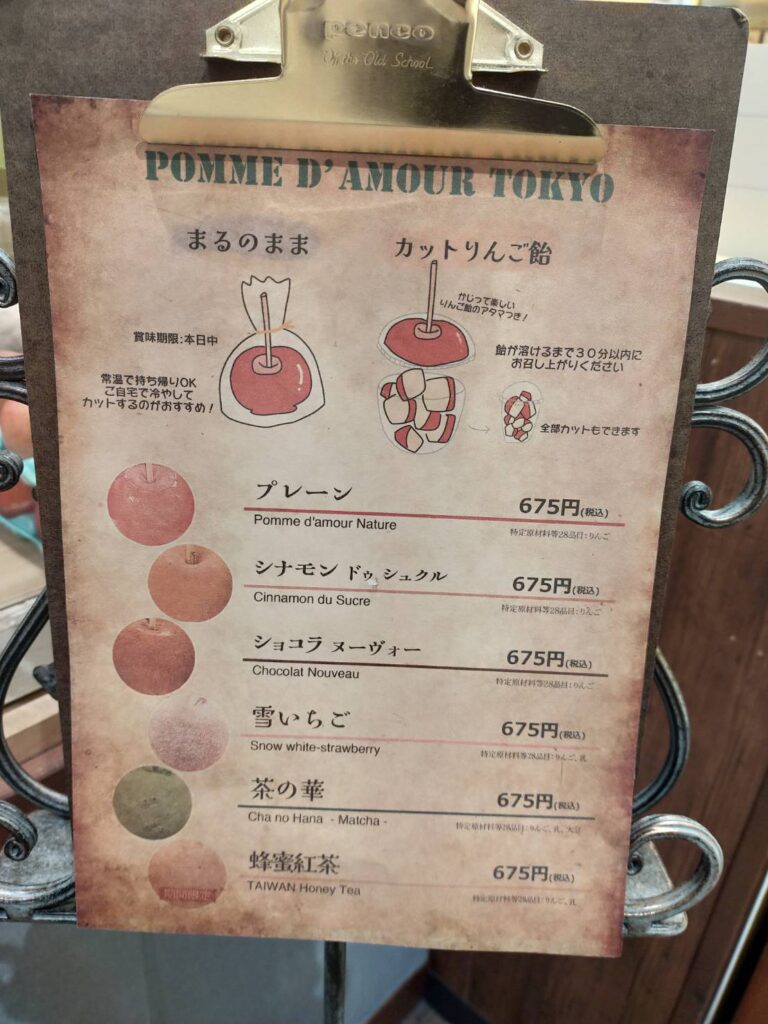 penco
On the Old School
POMME D'AMOUR TOKYO
まるのまま
賞味期限:本日中
常温で持ち帰りOK
ご自宅で冷やして
カットするのがおすすめ!
カットりんご飴
かじって楽しい
りんご飴のアタマつき!
飴が溶けるまで30分以内に
お召し上がりください
全部カットもできます
プレーン 675円(税込)
Pomme d'amour Nature 特定原材料等28品目:りんご
シナモン ドゥ シュクル 675円(税込)
Cinnamon du Sucre 特定原材料等28品目:りんご
ショコラ ヌーヴォー 675円(税込)
Chocolat Nouveau 特定原材料等28品目:りんご
雪いちご 675円(税込)
Snow white-strawberry 特定原材料等28品目:りんご、乳
茶の華 675円(税込)
Cha no Hana - Matcha - 特定原材料等28品目:りんご、乳、大豆
蜂蜜紅茶 675円(税込)
TAIWAN Honey Tea 特定原材料等28品目:りんご、乳